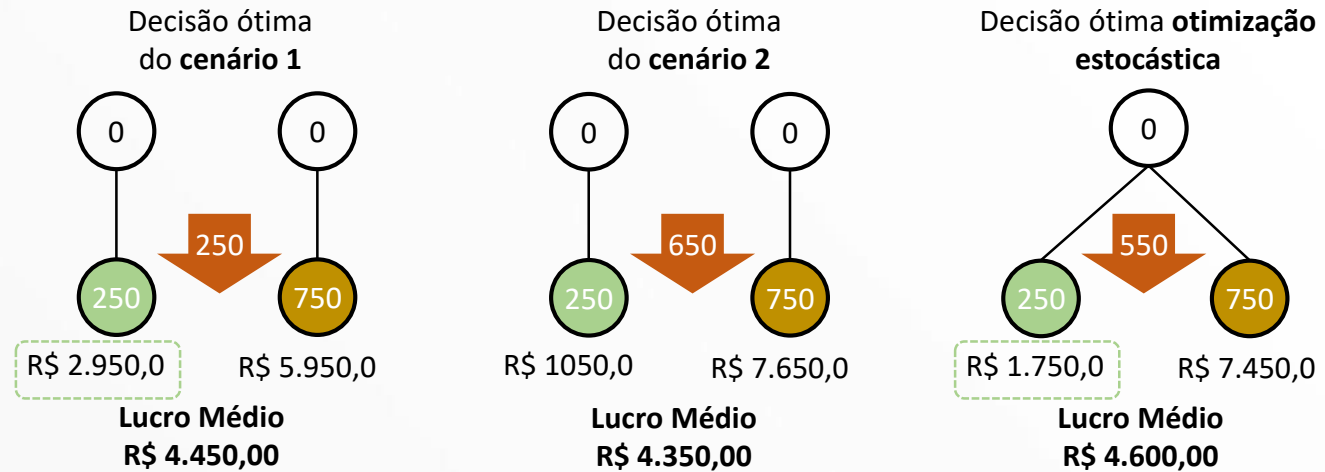 Decisão ótima
do cenário 1
0
0
250
250
750
R$ 2.950,0
R$ 5.950,0
Lucro Médio
R$ 4.450,00
Decisão ótima
do cenário 2
0
0
650
250
750
R$ 1050,0
R$ 7.650,0
Lucro Médio
R$ 4.350,00
Decisão ótima otimização
estocástica
0
550
250
750
R$ 1.750,0
R$ 7.450,0
Lucro Médio
R$ 4.600,00